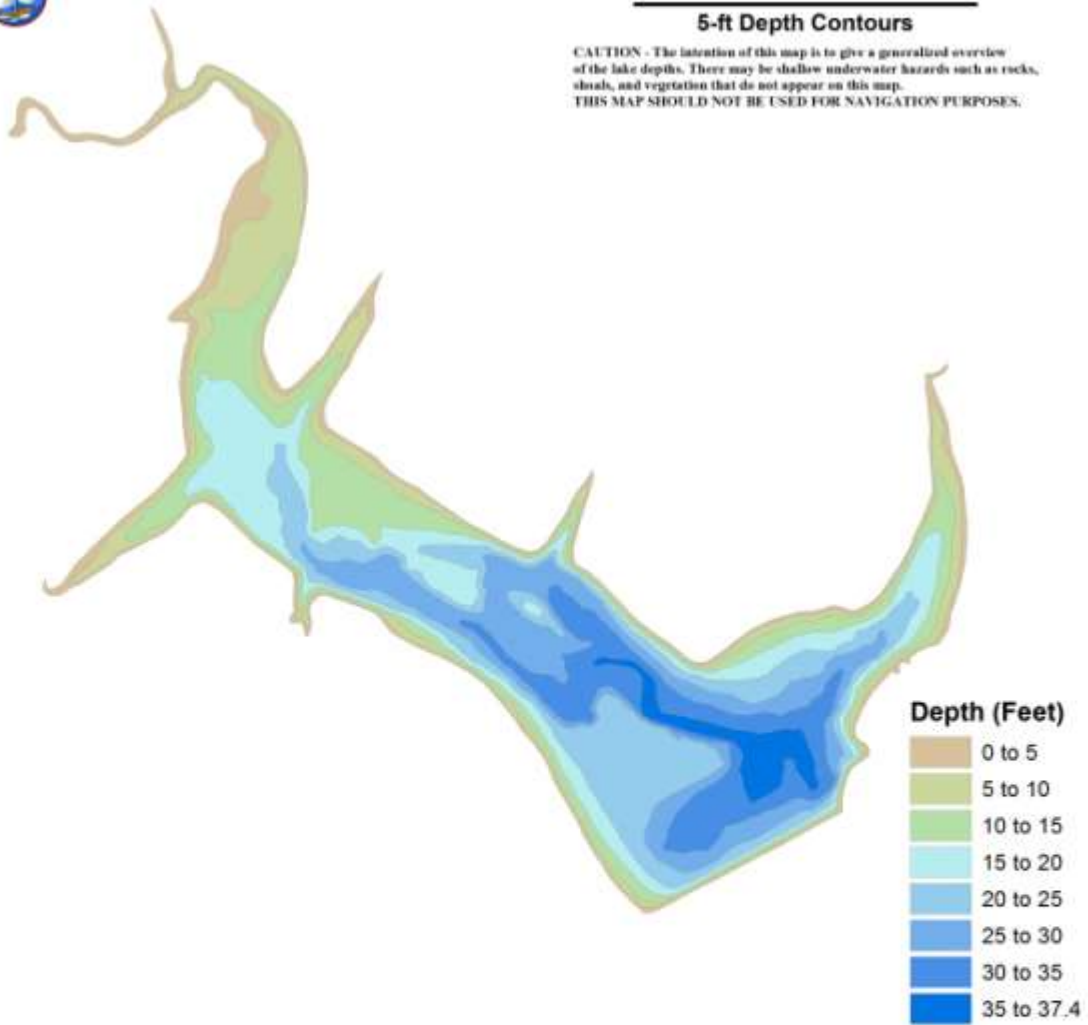 5-ft Depth Contours
CAUTION - The intention of this map is to give a generalized overview
of the lake depths. There may be shallow underwater hazards such as rocks,
shoals, and vegetation that do not appear on this map.
THIS MAP SHOULD NOT BE USED FOR NAVIGATION PURPOSES.
Depth (Feet)
0 to 5
5 to 10
10 to 15
15 to 20
20 to 25
25 to 30
30 to 35
35 to 37.4